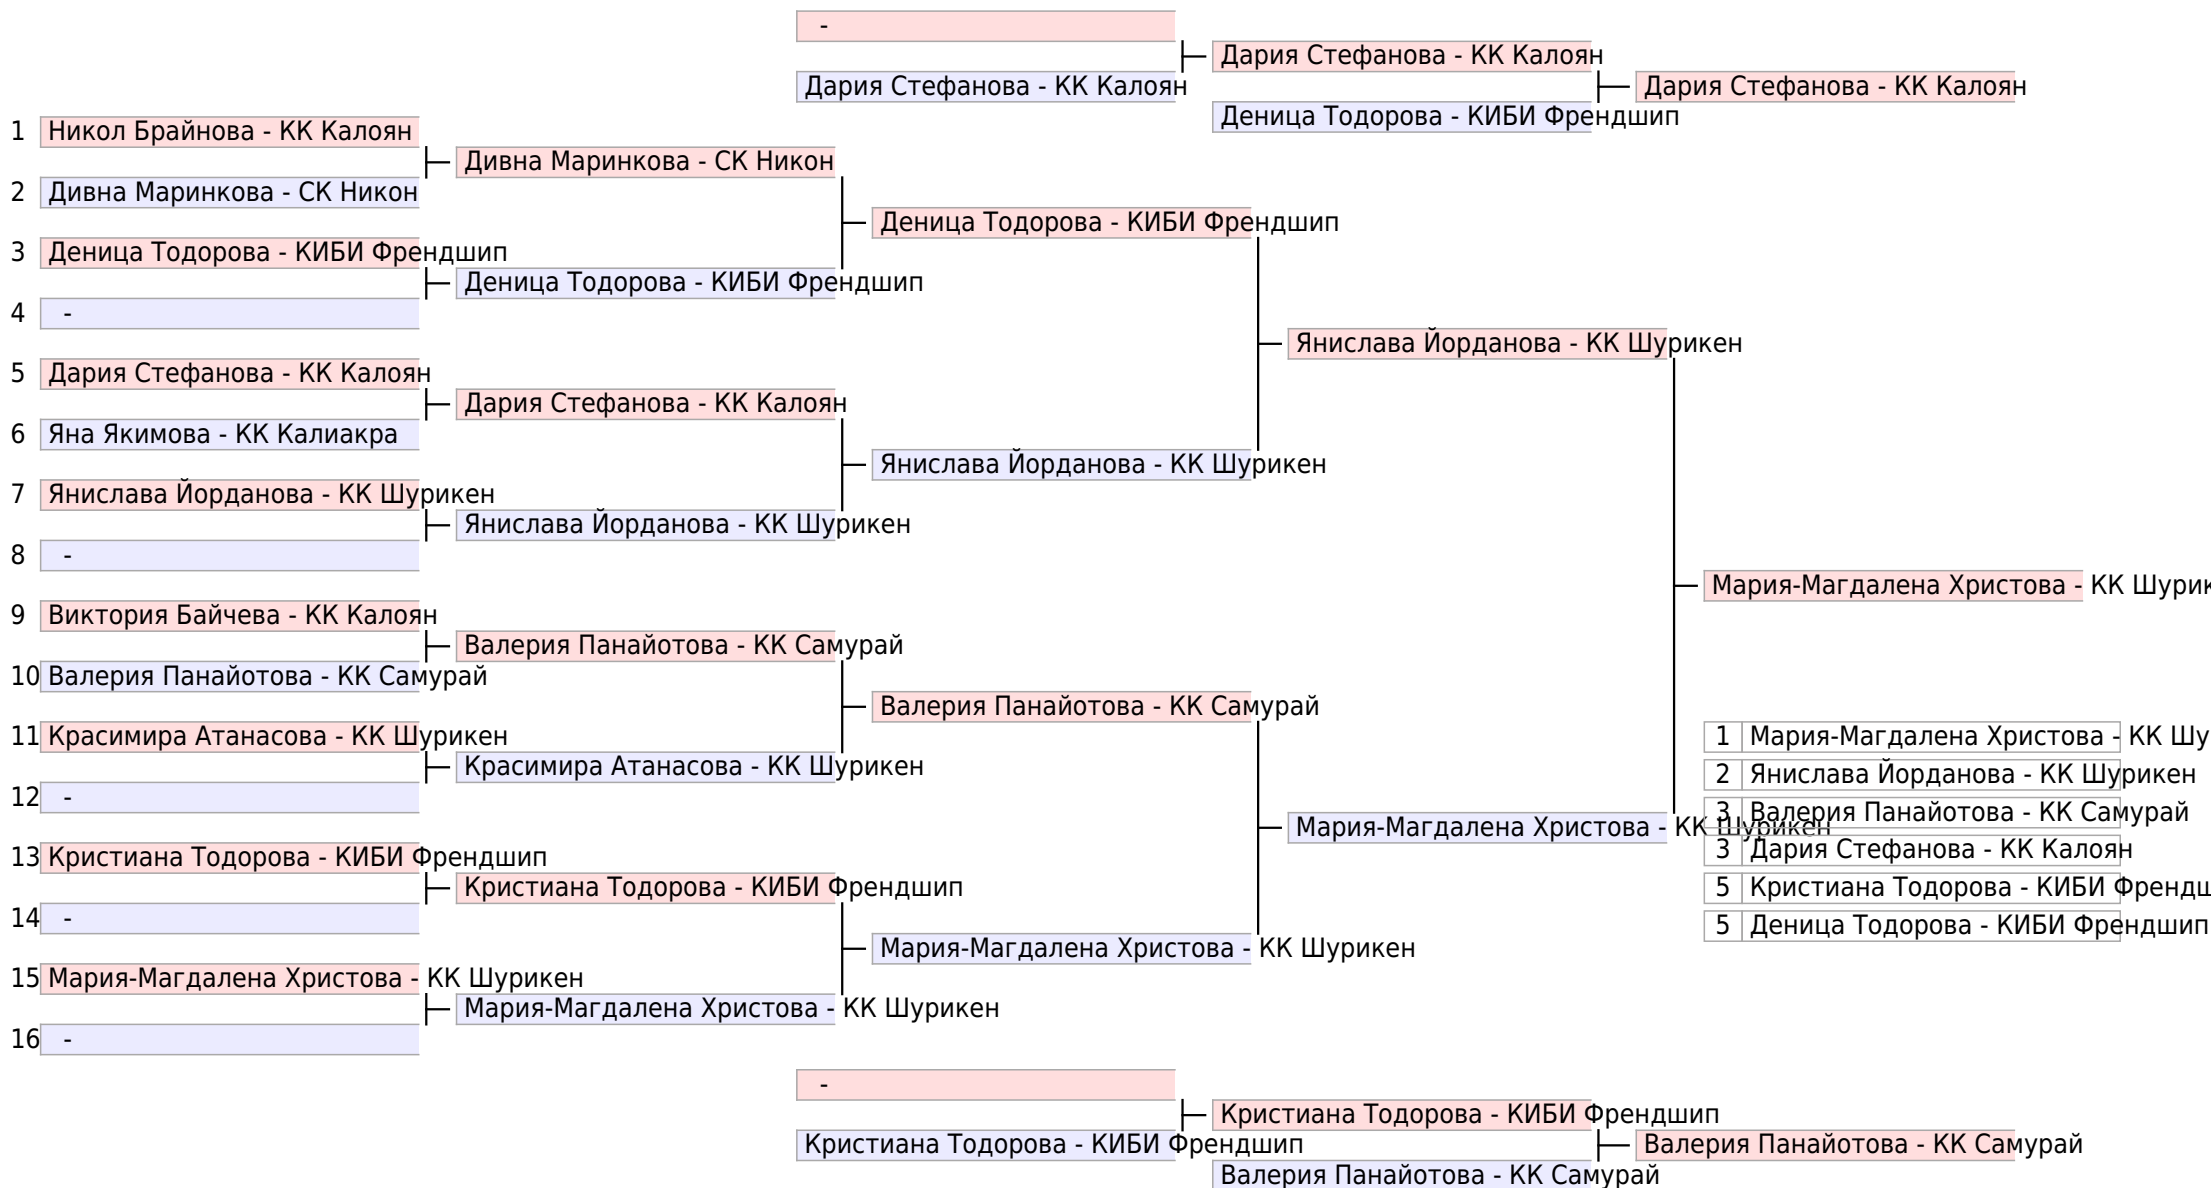 -
Дария Стефанова - КК Калоян
Дария Стефанова - КК Калоян
Деница Тодорова - КИБИ Френдшип
Дария Стефанова - КК Калоян
1 Никол Брайнова - КК Калоян
2 Дивна Маринкова - СК Никон
3 Деница Тодорова - КИБИ Френдшип
4 -
5 Дария Стефанова - КК Калоян
6 Яна Якимова - КК Калиакра
7 Янислава Йорданова - КК Шурикен
8 -
9 Виктория Байчева - КК Калоян
10 Валерия Панайотова - КК Самурай
11 Красимира Атанасова - КК Шурикен
12 -
13 Кристиана Тодорова - КИБИ Френдшип
14 -
15 Мария-Магдалена Христова - КК Шурикен
16 -
Дивна Маринкова - СК Никон
Деница Тодорова - КИБИ Френдшип
Дария Стефанова - КК Калоян
Янислава Йорданова - КК Шурикен
Валерия Панайотова - КК Самурай
Красимира Атанасова - КК Шурикен
Кристиана Тодорова - КИБИ Френдшип
Мария-Магдалена Христова - КК Шурикен
Деница Тодорова - КИБИ Френдшип
Янислава Йорданова - КК Шурикен
Валерия Панайотова - КК Самурай
Мария-Магдалена Христова - КК Шурикен
Янислава Йорданова - КК Шурикен
Мария-Магдалена Христова - КК Шурикен
Мария-Магдалена Христова - КК
1 Мария-Магдалена Христова - КК
2 Янислава Йорданова - КК Шурикен
3 Валерия Панайотова - КК Самурай
3 Дария Стефанова - КК Калоян
5 Кристиана Тодорова - КИБИ
5 Деница Тодорова - КИБИ Френдшип
-
Кристиана Тодорова - КИБИ Френдшип
Кристиана Тодорова - КИБИ Френдшип
Валерия Панайотова - КК Самурай
Валерия Панайотова - КК Самурай